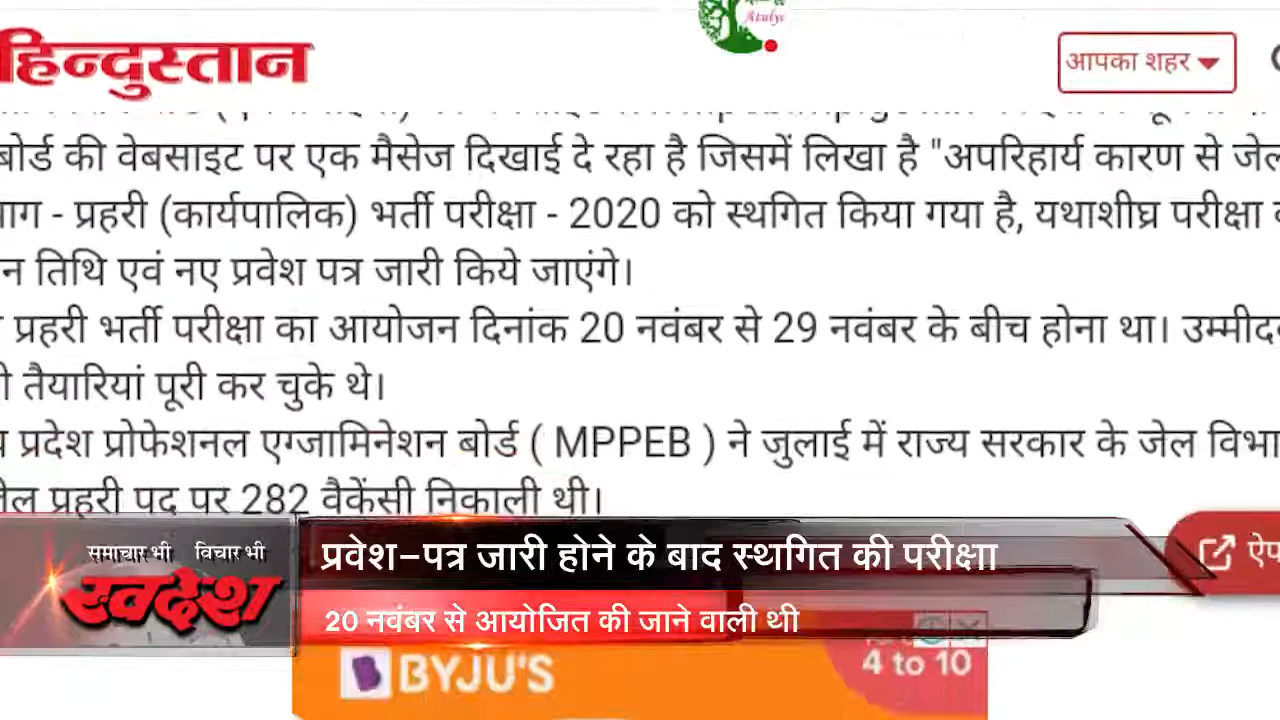 Atulye
हिन्दुस्तान
आपका शहर
बोर्ड की वेबसाइट पर एक मैसेज दिखाई दे रहा है जिसमें लिखा है "अपरिहार्य कारण से जेल
- प्रहरी (कार्यपालिक) भर्ती परीक्षा - 2020 को स्थगित किया गया है, यथाशीघ्र परीक्षा
तिथि एवं नए प्रवेश पत्र जारी किये जाएंगे।
प्रहरी भर्ती परीक्षा का आयोजन दिनांक 20 नवंबर से 29 नवंबर के बीच होना था।
तैयारियां पूरी कर चुके थे।
प्रदेश प्रोफेशनल एग्जामिनेशन बोर्ड ( MPPEB ) ने जुलाई में राज्य सरकार के जेल
प्रहरी पद पर 282 वैकेंसी निकाली थी।
समाचार भी विचार भी
स्वदेश
प्रवेश-पत्र जारी होने के बाद स्थगित की परीक्षा
20 नवंबर से आयोजित की जाने वाली थी
BYJU'S
4 to 10